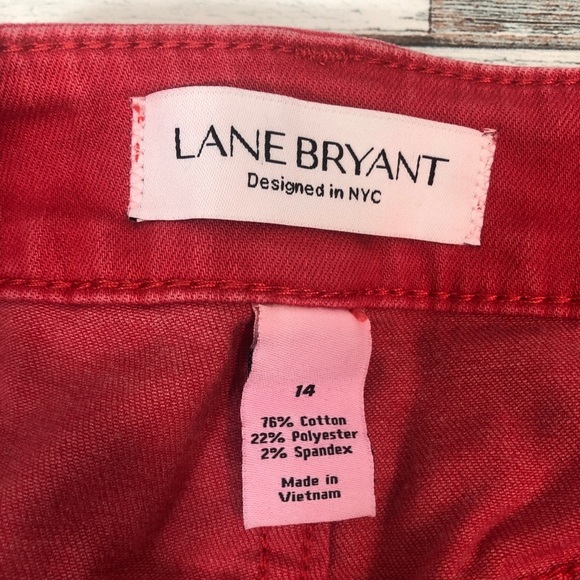 LANE BRYANT
Designed in NYC
14
76% Cotton
22% Polyester
2% Spandex
Made in
Vietnam